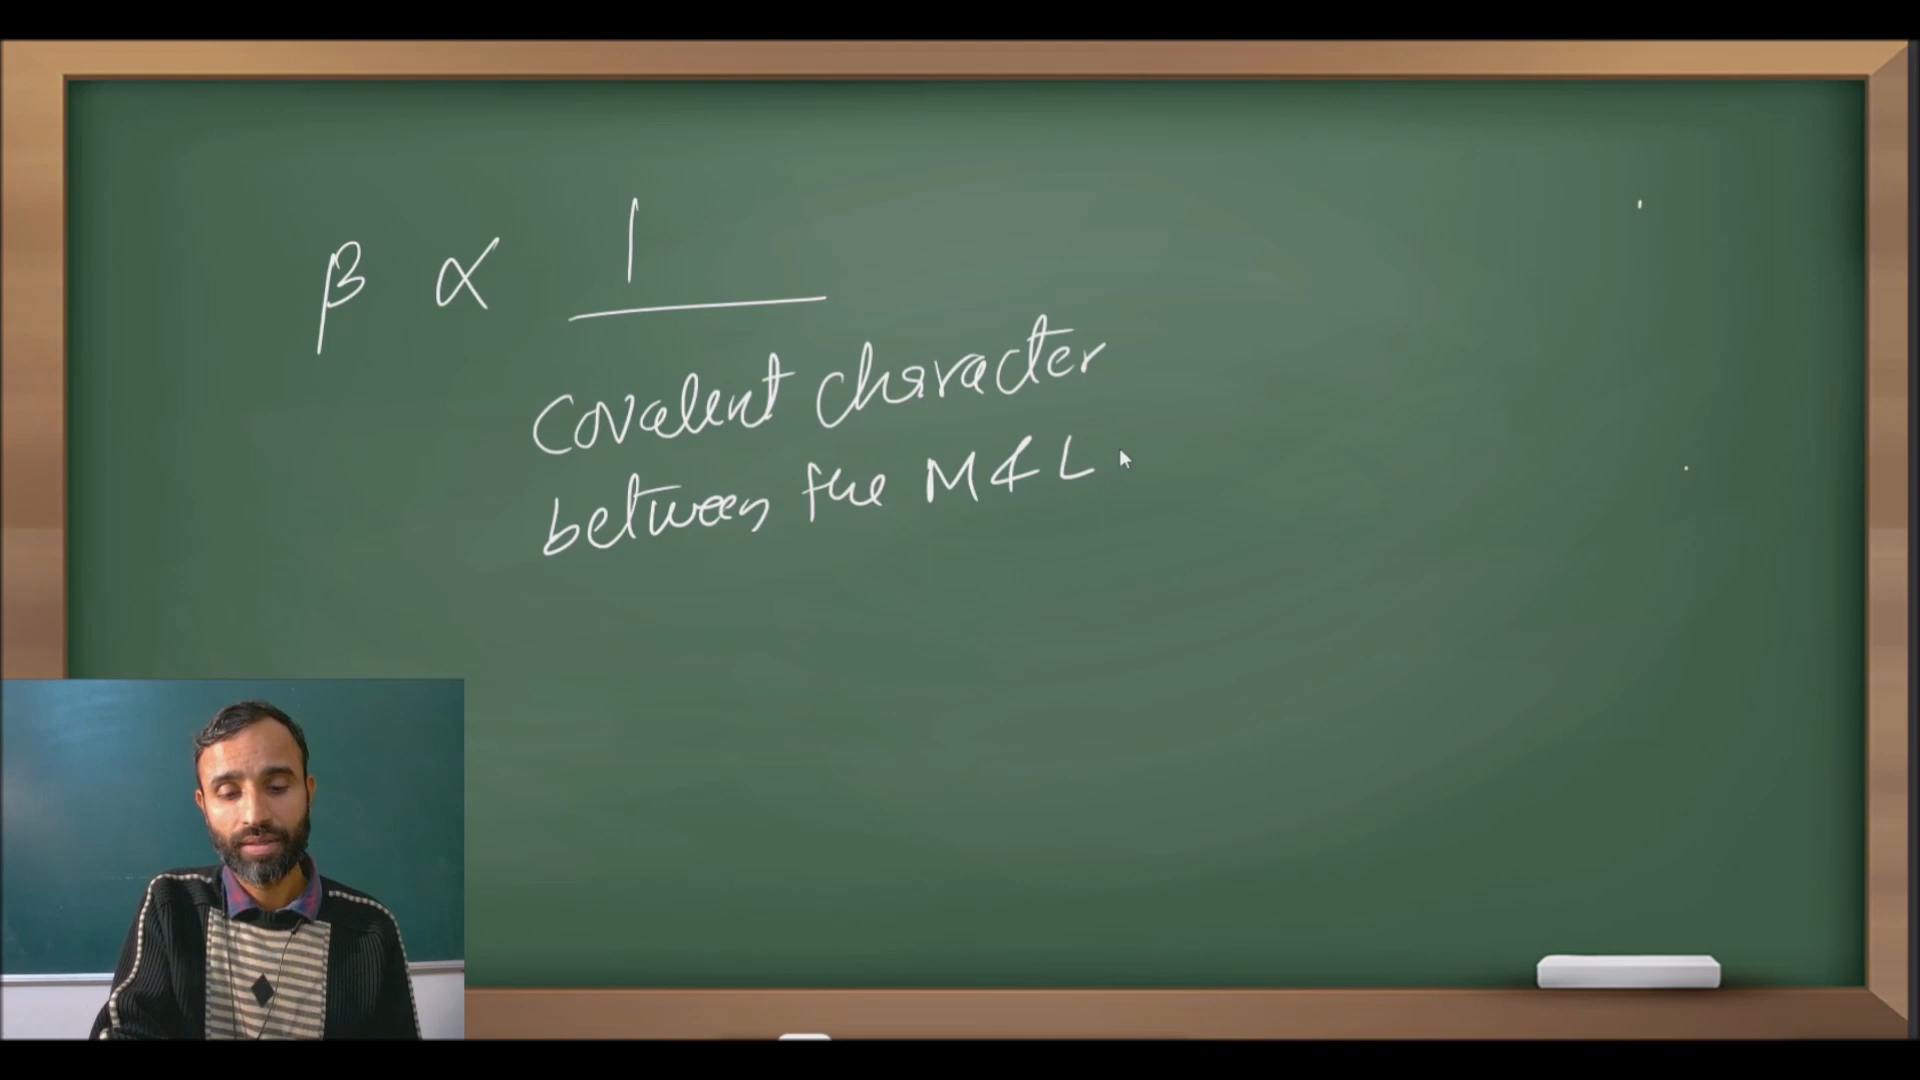 β ∝ 1
covalent character
between the M & L.